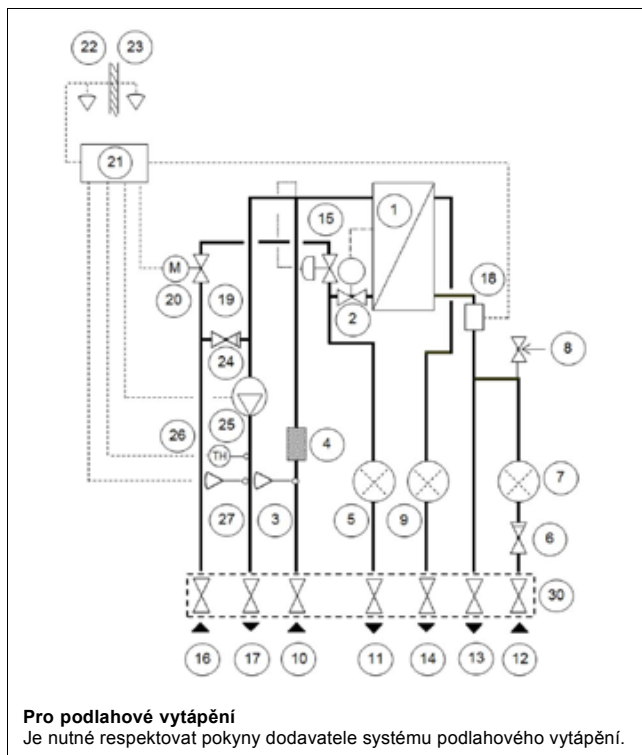 22 23
21
15 1
18
M
20 19 2
8
24
25
26 4
TH
7
27 3 5 9
6
30
16 17 10 11 14 13 12
Pro podlahové vytápění
Je nutné respektovat pokyny dodavatele systému podlahového vytápění.